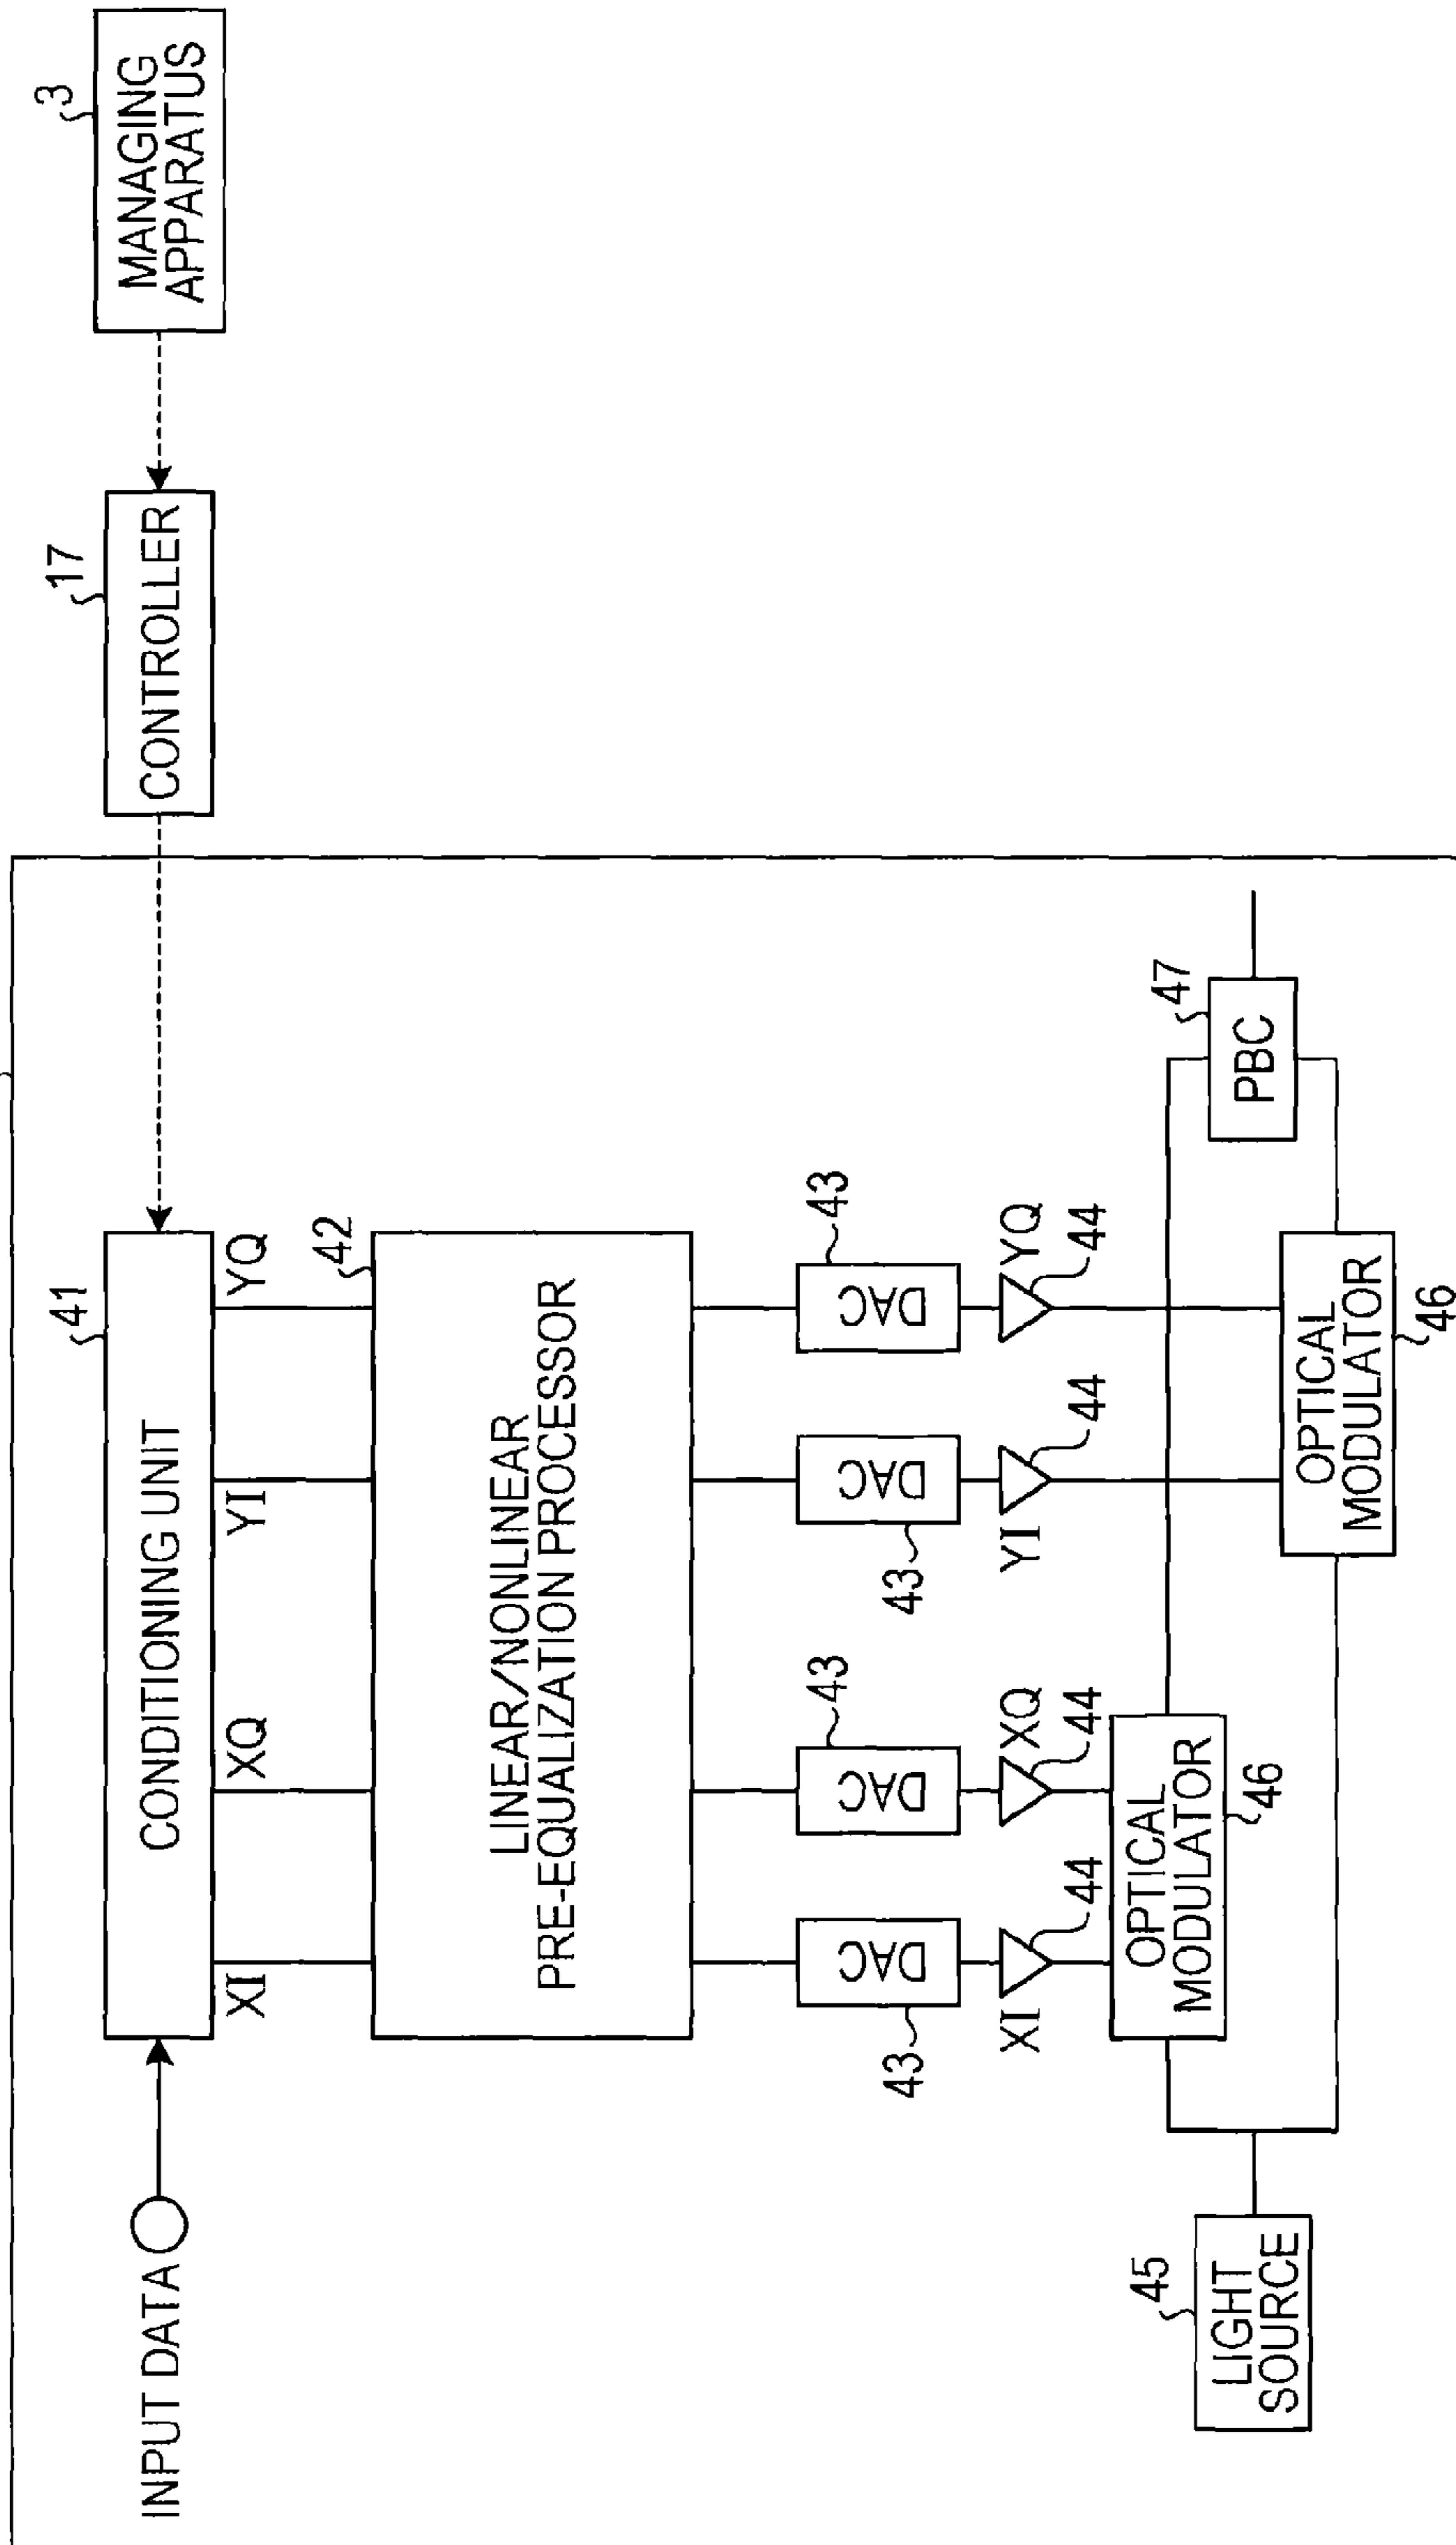 3
MANAGING
APPARATUS
17
CONTROLLER
41
CONDITIONING UNIT
INPUT DATA
XI
XQ
YI
YQ
42
LINEAR/NONLINEAR
PRE-EQUALIZATION PROCESSOR
43
DAC
43
DAC
43
DAC
43
DAC
XI
44
XQ
44
YI
44
YQ
44
45
LIGHT
SOURCE
OPTICAL
MODULATOR
46
OPTICAL
MODULATOR
46
47
PBC